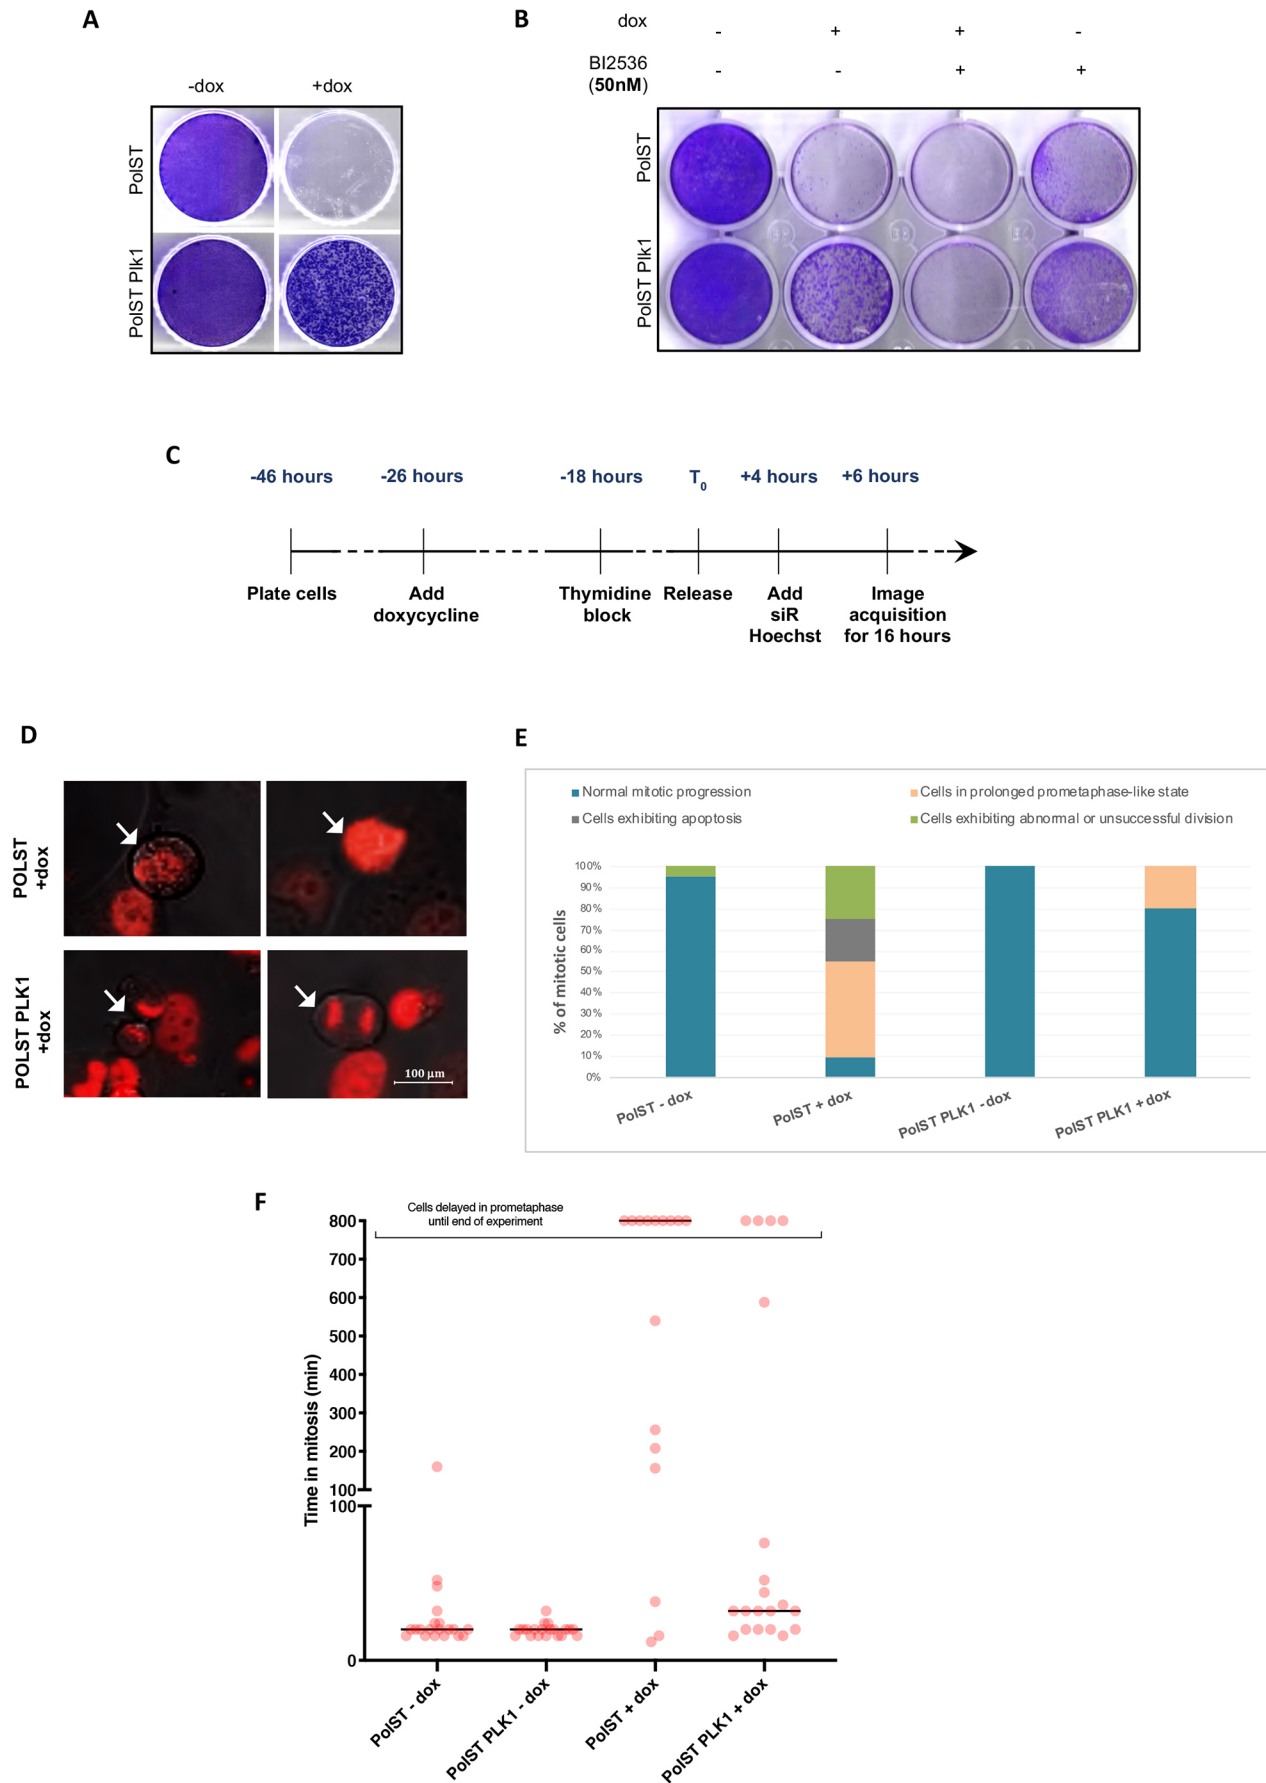 A
-dox
+dox
PolST
PolST Plk1
B
dox
- + + -
BI2536
(50nM)
- - + +
PolST
PolST Plk1
C
-46 hours -26 hours -18 hours T0 +4 hours +6 hours
Plate cells
Add
doxycycline
Thymidine
block
Release
Add
siR
Hoechst
Image
acquisition
for 16 hours
D
POLST
+dox
POLST PLK1
+dox
100 μm
E
Normal mitotic progression
Cells in prolonged prometaphase-like state
Cells exhibiting apoptosis
Cells exhibiting abnormal or unsuccessful division
% of mitotic cells
100%
90%
80%
70%
60%
50%
40%
30%
20%
10%
0%
PolST - dox
PolST + dox
PolST PLK1 -dox
PolST PLK1 + dox
F
Cells delayed in prometaphase
until end of experiment
Time in mitosis (min)
800
700
600
500
400
300
200
100
100
0
PolST - dox
PolST PLK1 - dox
PolST + dox
PolST PLK1 + dox